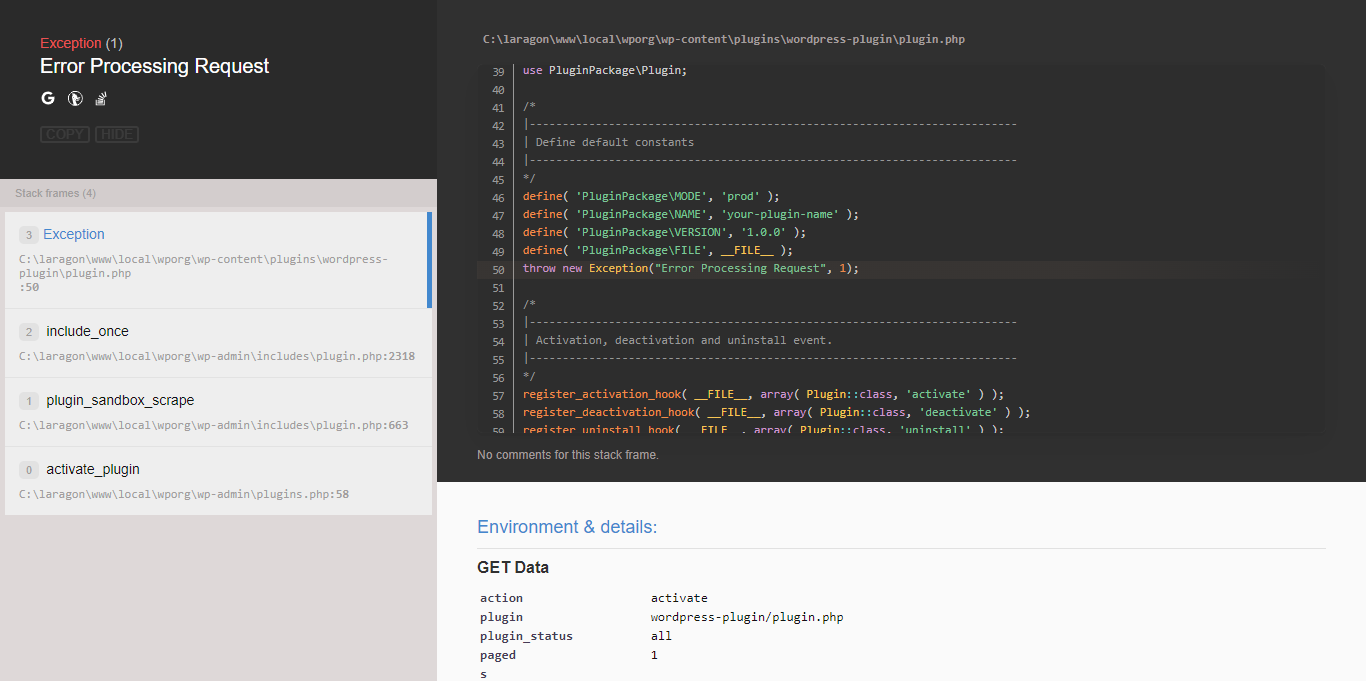 Exception (1)
Error Processing Request
COPY HIDE
Stack frames (4)
3 Exception
C:\laragon\www\local\wporg\wp-content\plugins\wordpress-
plugin\plugin.php
:50
2 include_once
C:\laragon\www\local\wporg\wp-admin\includes\plugin.php:2318
1 plugin_sandbox_scrape
C:\laragon\www\local\wporg\wp-admin\includes\plugin.php:663
0 activate_plugin
C:\laragon\www\local\wporg\wp-admin\plugins.php:58
C:\laragon\www\local\wporg\wp-content\plugins\wordpress-plugin\plugin.php
39 use PluginPackage\Plugin;
40
41 /*
42 |--------------------------------------------------------------------------
43 | Define default constants
44 |--------------------------------------------------------------------------
45 */
46 define( 'PluginPackage\MODE', 'prod' );
47 define( 'PluginPackage\NAME', 'your-plugin-name' );
48 define( 'PluginPackage\VERSION', '1.0.0' );
49 define( 'PluginPackage\FILE', __FILE__ );
50 throw new Exception("Error Processing Request", 1);
51
52 /*
53 |--------------------------------------------------------------------------
54 | Activation, deactivation and uninstall event.
55 |--------------------------------------------------------------------------
56 */
57 register_activation_hook( __FILE__, array( Plugin::class, 'activate' ) );
58 register_deactivation_hook( __FILE__, array( Plugin::class, 'deactivate' ) );
59 register_uninstall_hook( __FILE__, array( Plugin::class, 'uninstall' ) );
No comments for this stack frame.
Environment & details:
GET Data
action activate
plugin wordpress-plugin/plugin.php
plugin_status all
paged 1
s